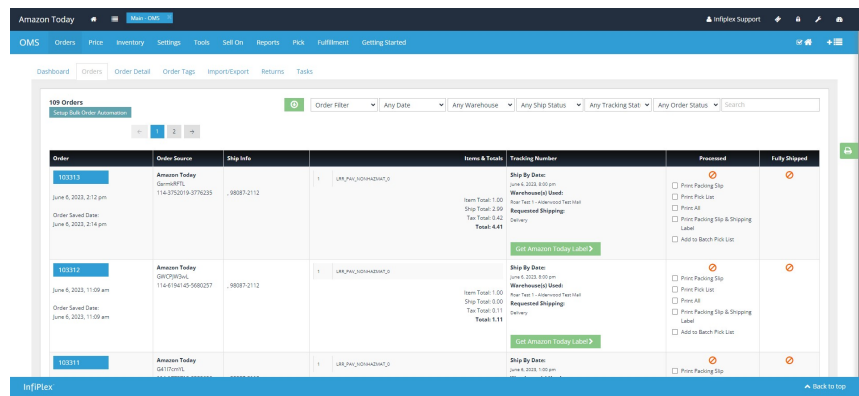 Amazon Today
Main - OMS
Infiplex Support
OMS Orders Price Inventory Settings Tools Sell On Reports Pick Fulfillment Getting Started
Dashboard Orders Order Detail Order Tags Import/Export Returns Tasks
109 Orders
Setup Bulk Order Automation
Order Filter Any Date Any Warehouse Any Ship Status Any Tracking Stat Any Order Status Search
← 1 2 →
Order Order Source Ship Info Items & Totals Tracking Number Processed Fully Shipped
103313
June 6, 2023, 2:12 pm
Order Saved Date:
June 6, 2023, 2:14 pm
Amazon Today
GsrmkRFTL
114-3752019-3776235
, 98087-2112
1 LRR_PAV_NONHAZMAT_0
Item Total: 1.00
Ship Total: 2.99
Tax Total: 0.42
Total: 4.41
Ship By Date:
June 6, 2023, 8:00 pm
Warehouse(s) Used:
Roar Test 1 - Alderwood Test Mall
Requested Shipping:
Delivery
Get Amazon Today Label
Print Packing Slip
Print Pick List
Print All
Print Packing Slip & Shipping
Label
Add to Batch Pick List
103312
June 6, 2023, 11:09 am
Order Saved Date:
June 6, 2023, 11:09 am
Amazon Today
GWCPJW3wL
114-6194145-5680257
, 98087-2112
1 LRR_PAV_NONHAZMAT_0
Item Total: 1.00
Ship Total: 0.00
Tax Total: 0.11
Total: 1.11
Ship By Date:
June 6, 2023, 8:00 pm
Warehouse(s) Used:
Roar Test 1 - Alderwood Test Mall
Requested Shipping:
Delivery
Get Amazon Today Label
Print Packing Slip
Print Pick List
Print All
Print Packing Slip & Shipping
Label
Add to Batch Pick List
103311
Amazon Today
G41I7cmYL
1 LRR_PAV_NONHAZMAT_0
Ship By Date:
June 6, 2023, 1:00 pm
Print Packing Slip
InfiPlex
Back to top